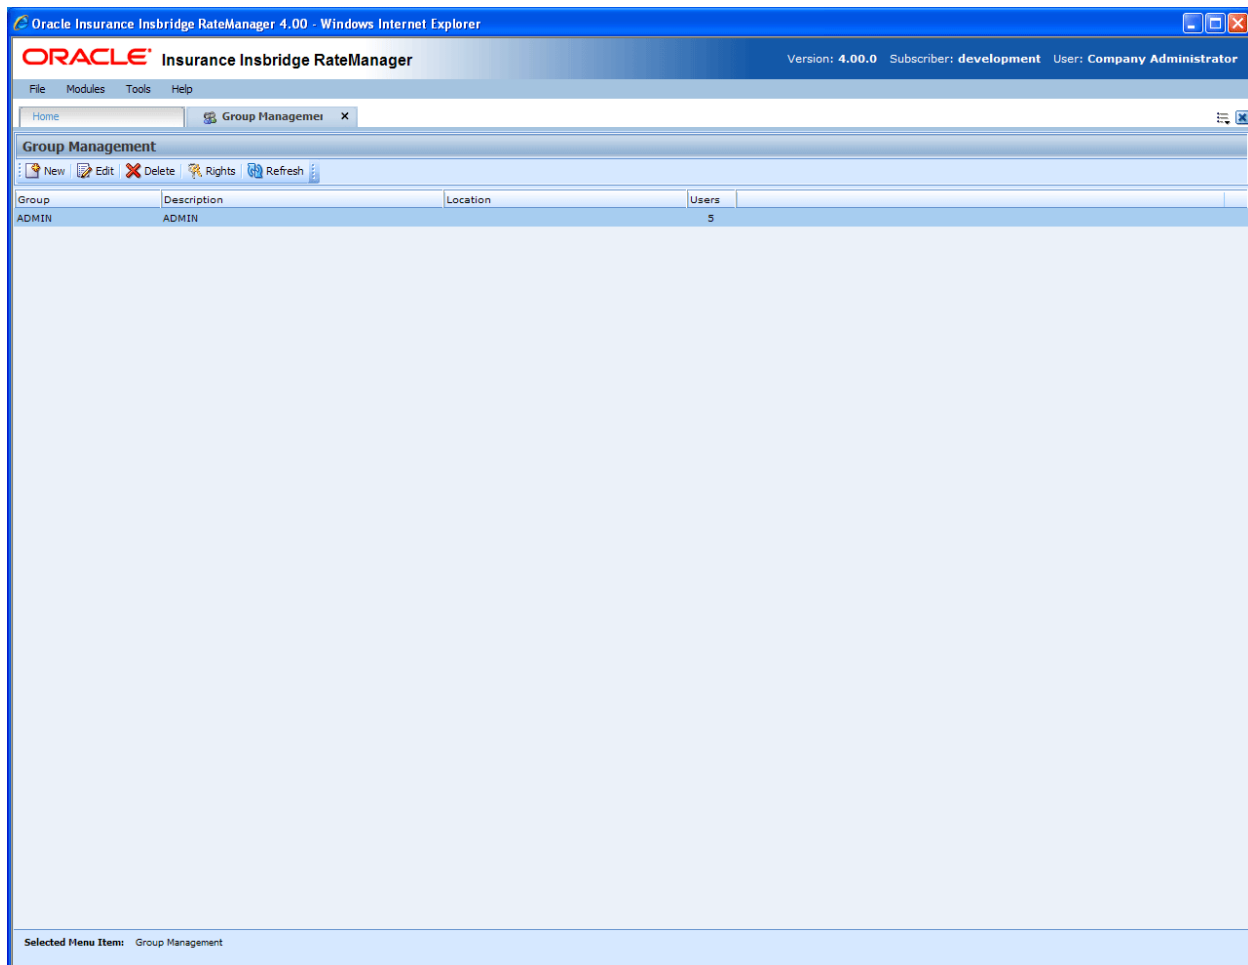 Oracle Insurance Insbridge RateManager 4.00 - Windows Internet Explorer
ORACLE Insurance Insbridge RateManager Version: 4.00.0 Subscriber: development User: Company Administrator
File Modules Tools Help
Home Group Managemer
Group Management
New Edit Delete Rights Refresh
Group Description Location Users
ADMIN ADMIN 5
Selected Menu Item: Group Management